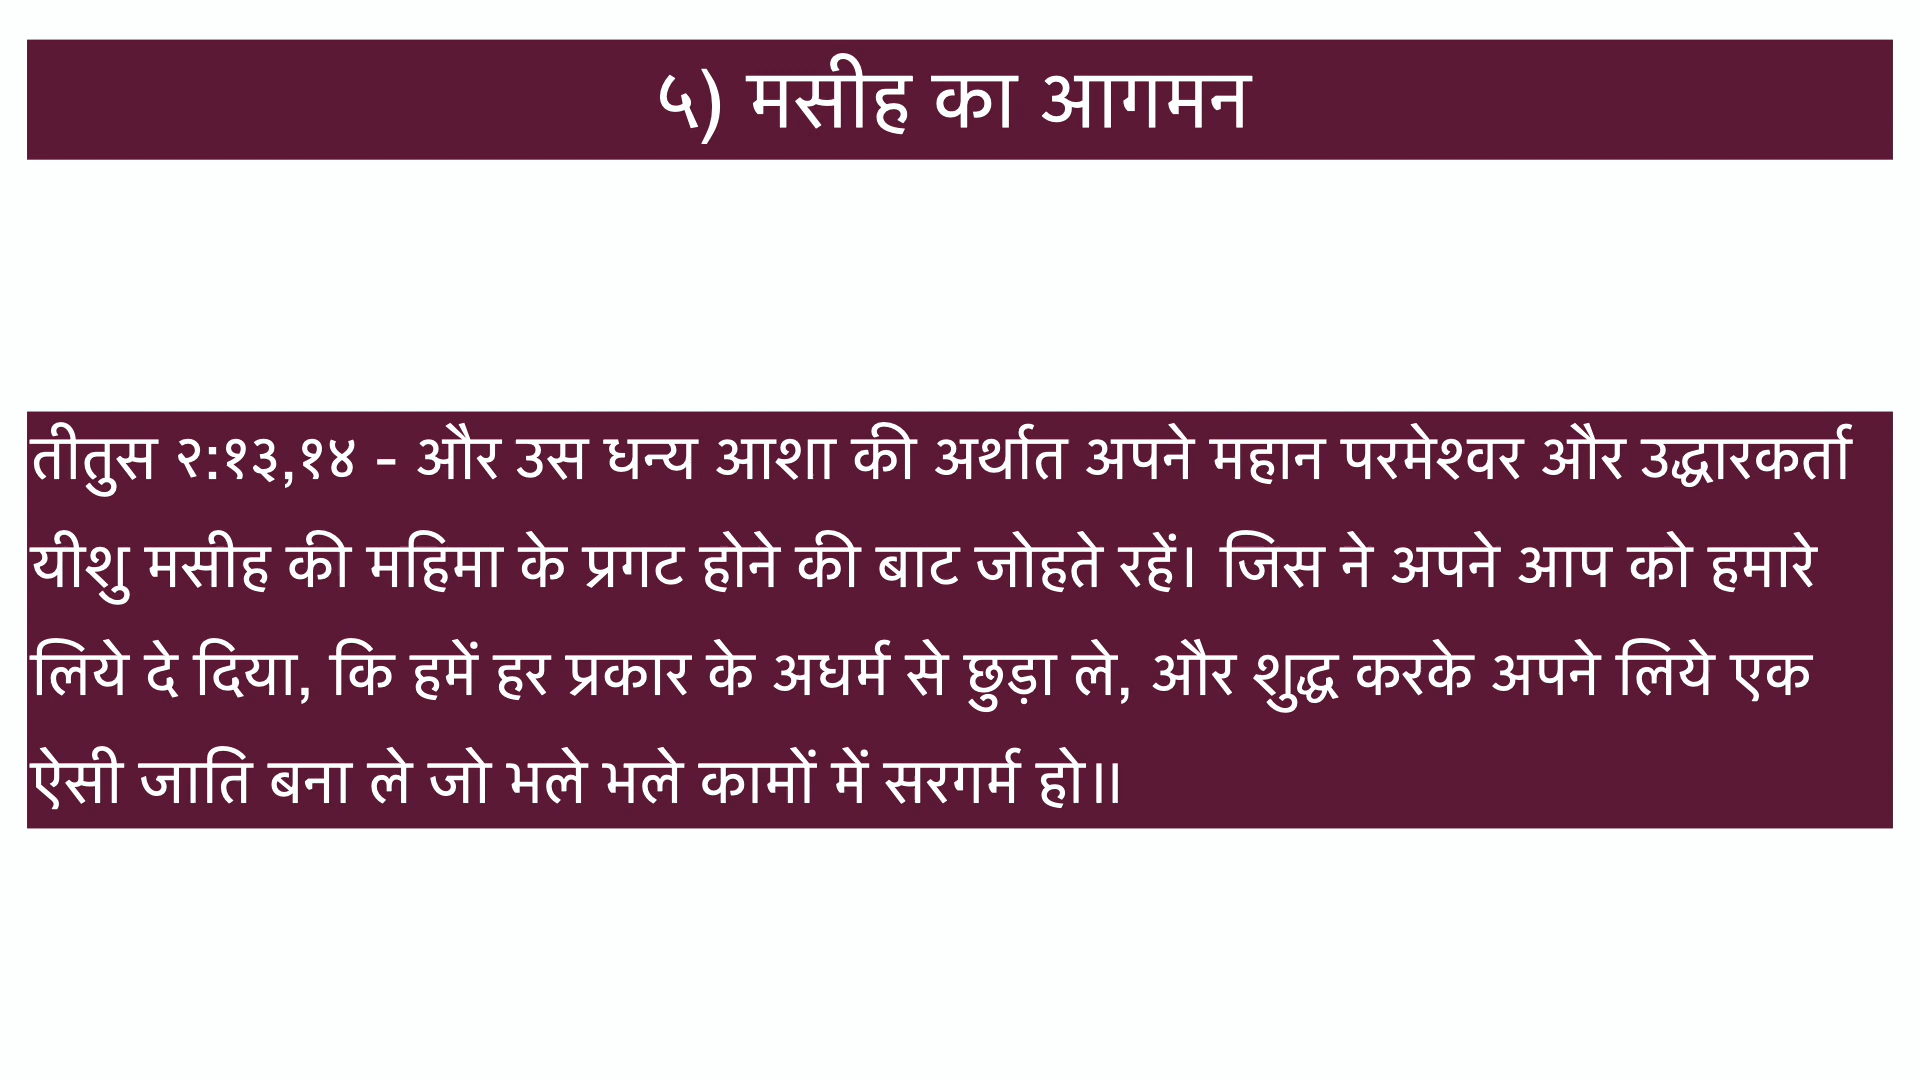 ५) मसीह का आगमन
तीतुस २:१३,१४ - और उस धन्य आशा की अर्थात अपने महान परमेश्वर और उद्धारकर्ता
यीशु मसीह की महिमा के प्रगट होने की बाट जोहते रहें। जिस ने अपने आप को हमारे
लिये दे दिया, कि हमें हर प्रकार के अधर्म से छुड़ा ले, और शुद्ध करके अपने लिये एक
ऐसी जाति बना ले जो भले भले कामों में सरगर्म हो॥